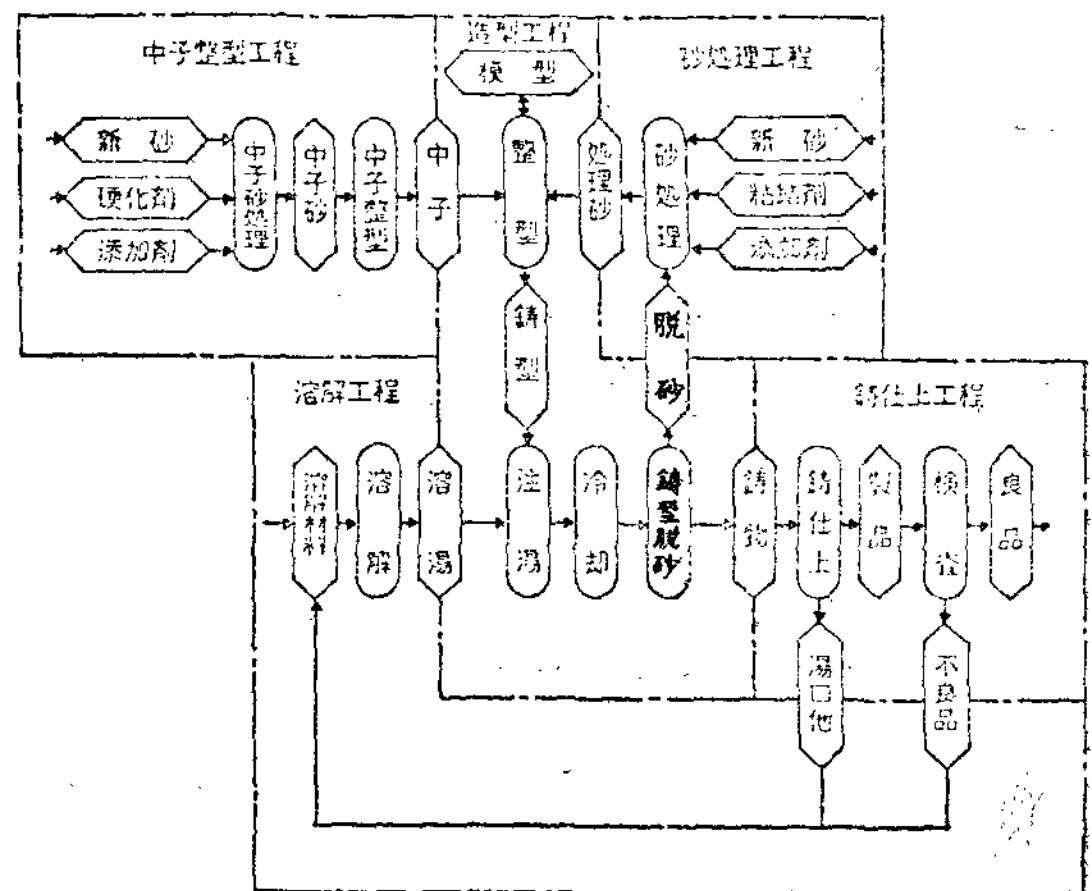 中子整型工程
造型工程
砂処理工程
模型
新砂
硬化剤
添加剤
中子砂処理
中子砂
中子整型
中子
整型
処理砂
砂処理
新砂
粘結剤
添加剤
鋳型
脱砂
溶解工程
鋳仕上工程
溶解材料
溶解
溶湯
注湯
冷却
鋳型脱砂
鋳物
鋳仕上
製品
検査
良品
湯口他
不良品